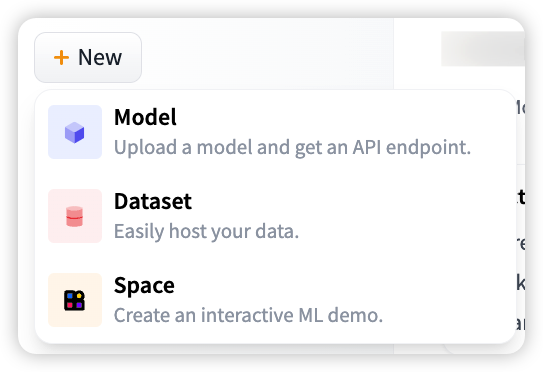 + New
Model
Upload a model and get an API endpoint.
Dataset
Easily host your data.
Space
Create an interactive ML demo.